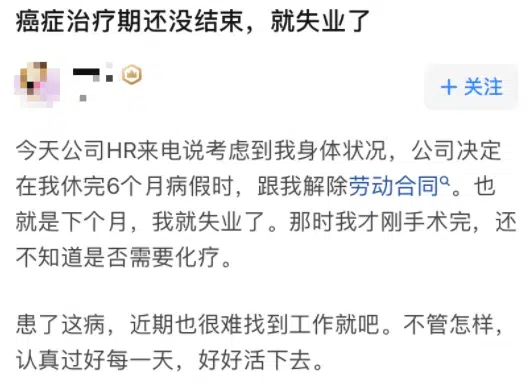 癌症治疗期还没结束，就失业了
+ 关注
今天公司HR来电说考虑到我身体状况，公司决定
在我休完6个月病假时，跟我解除劳动合同。也
就是下个月，我就失业了。那时我才刚手术完，还
不知道是否需要化疗。
患了这病，近期也很难找到工作就吧。不管怎样，
认真过好每一天，好好活下去。